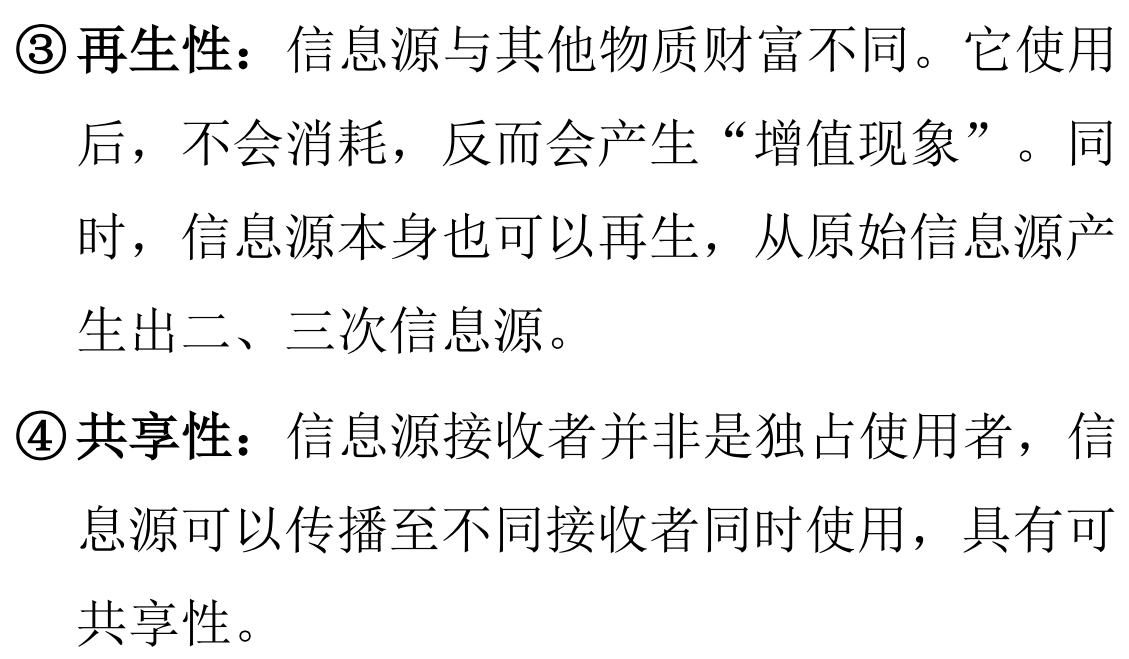 ③再生性：信息源与其他物质财富不同。它使用
后，不会消耗，反而会产生“增值现象”。同
时，信息源本身也可以再生，从原始信息源产
生出二、三次信息源。
④共享性：信息源接收者并非是独占使用者，信
息源可以传播至不同接收者同时使用，具有可
共享性。